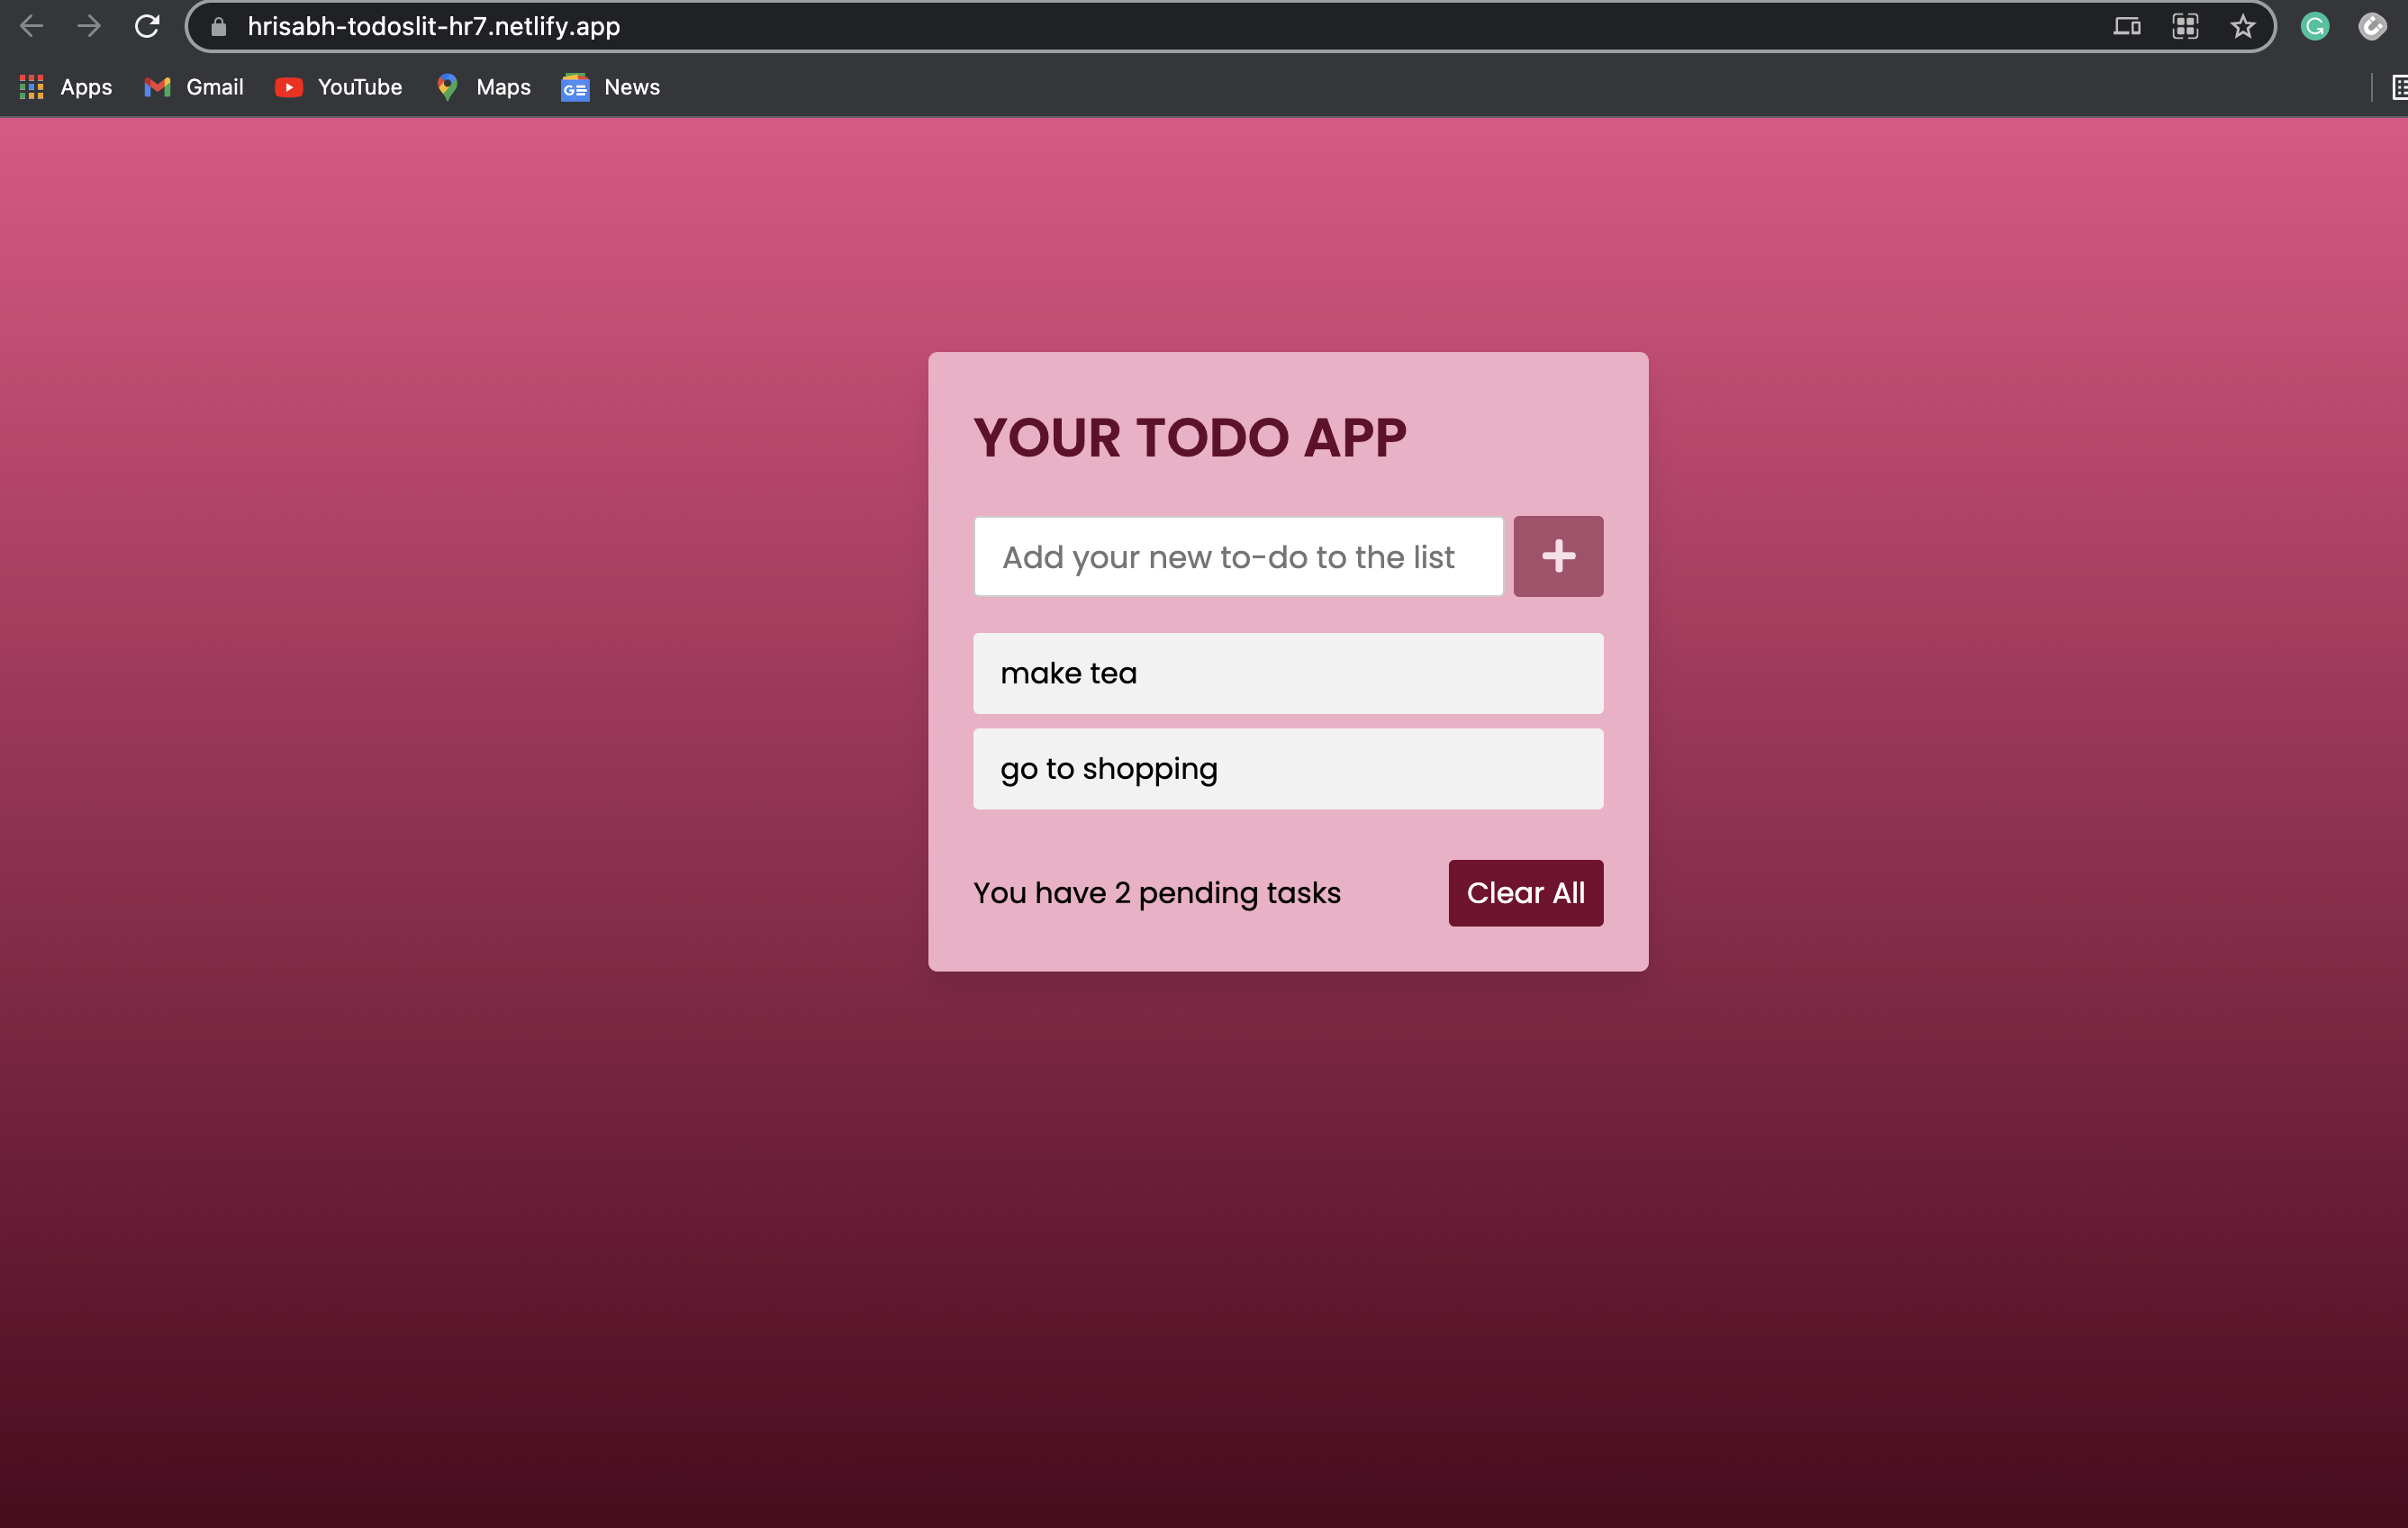 hrisabh-todoslit-hr7.netlify.app
Apps Gmail YouTube Maps News
YOUR TODO APP
Add your new to-do to the list
make tea
go to shopping
You have 2 pending tasks Clear All